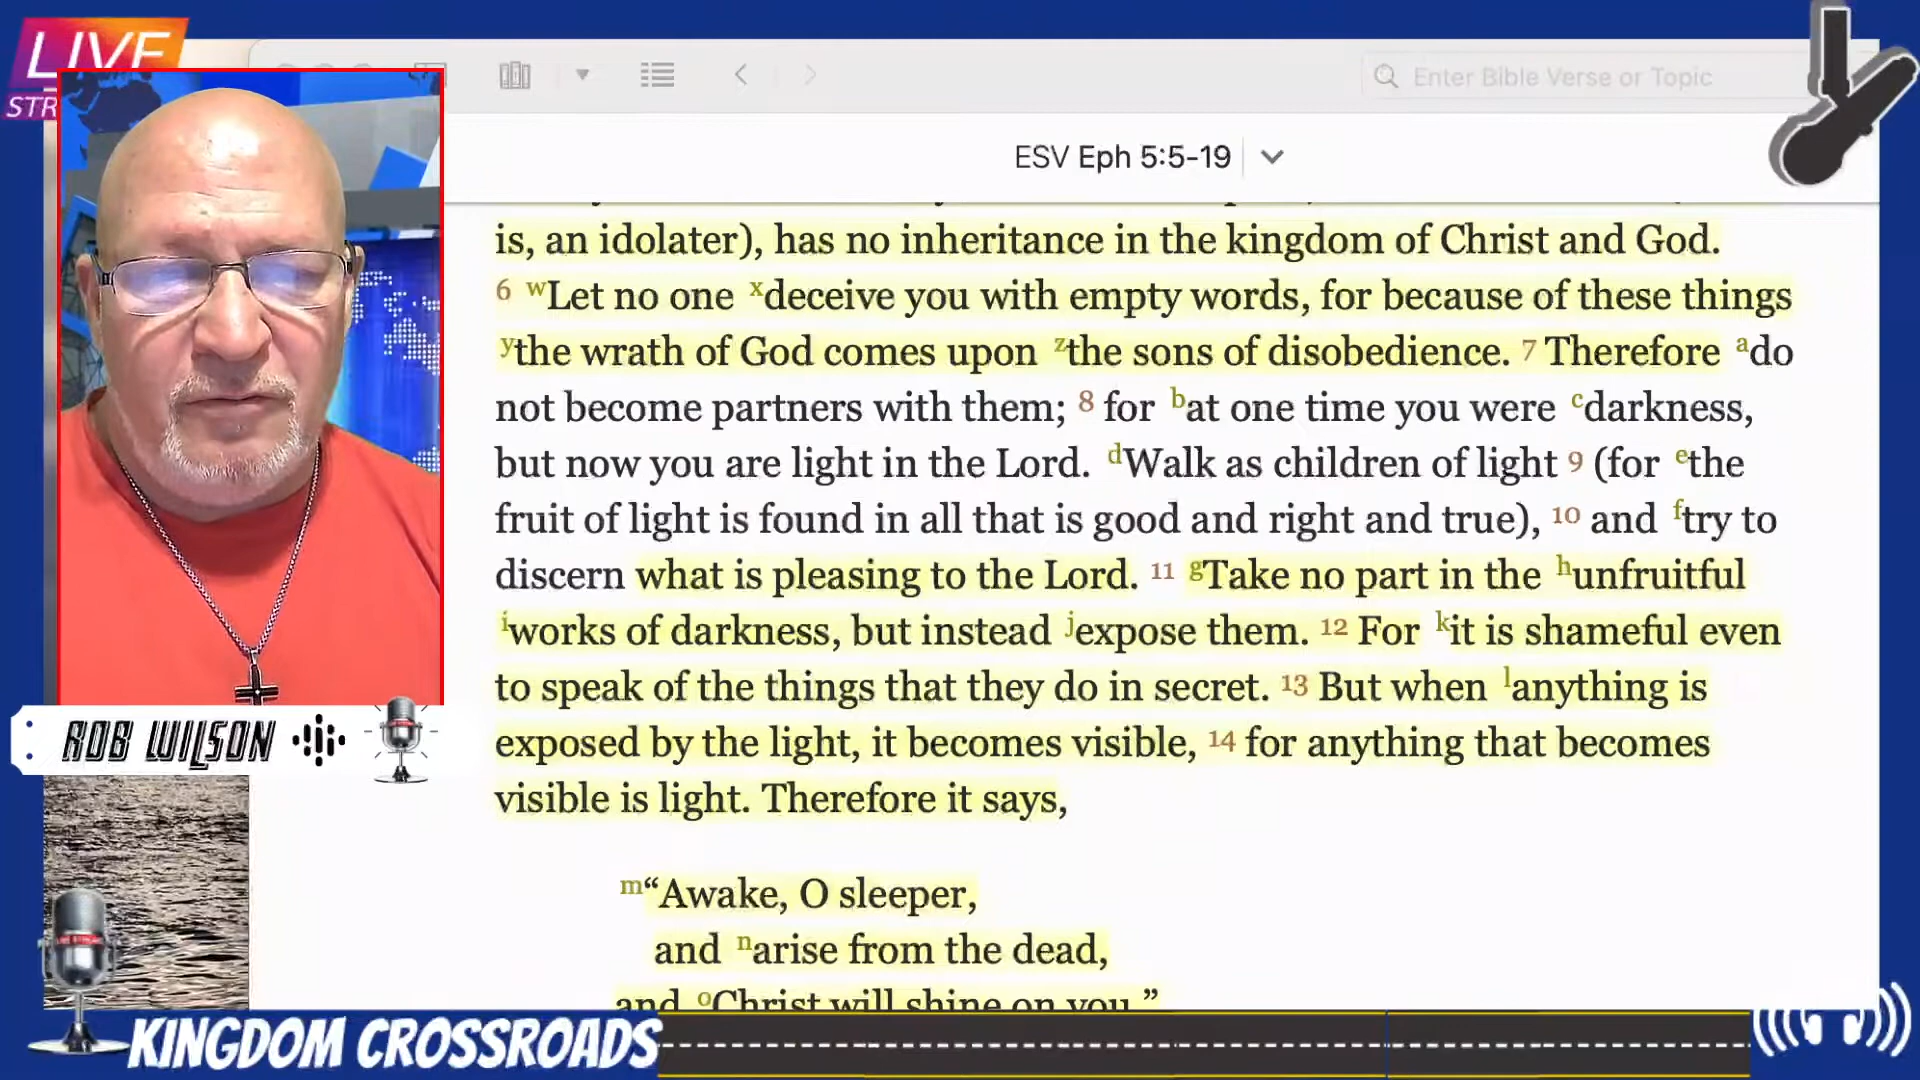 LIVE
STR
Enter Bible Verse or Topic
ESV Eph 5:5-19
is, an idolater), has no inheritance in the kingdom of Christ and God.
6 wLet no one xdeceive you with empty words, for because of these things
ythe wrath of God comes upon zthe sons of disobedience. 7 Therefore ado
not become partners with them; 8 for bat one time you were cdarkness,
but now you are light in the Lord. dWalk as children of light 9 (for ethe
fruit of light is found in all that is good and right and true), 10 and ftry to
discern what is pleasing to the Lord. 11 gTake no part in the hunfruitful
iworks of darkness, but instead jexpose them. 12 For kit is shameful even
to speak of the things that they do in secret. 13 But when lanything is
exposed by the light, it becomes visible, 14 for anything that becomes
visible is light. Therefore it says,
m“Awake, O sleeper,
and narise from the dead,
and oChrist will shine on you.”
ROB WILSON
KINGDOM CROSSROADS